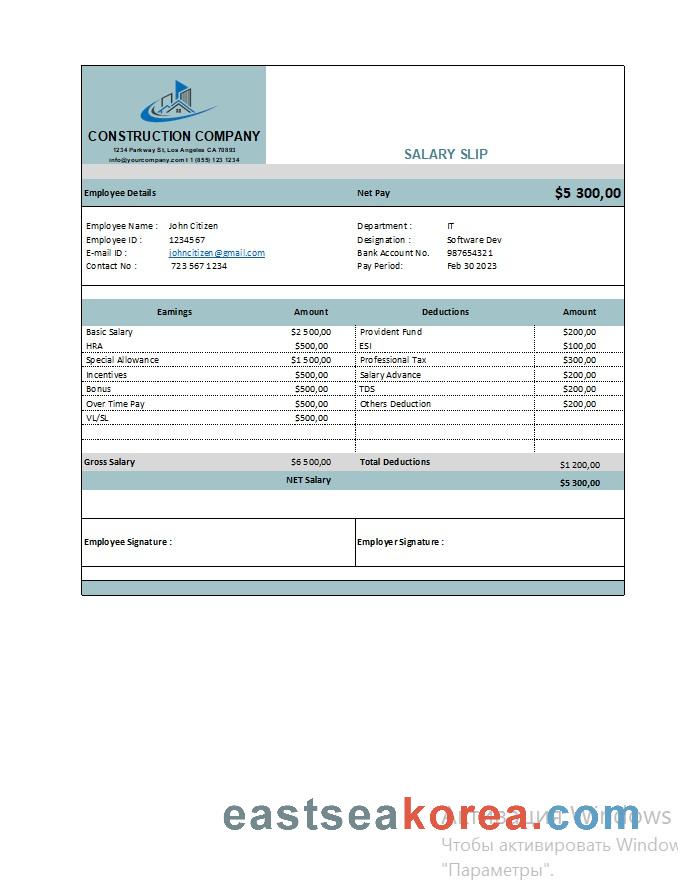 CONSTRUCTION COMPANY
1234 Parkway St, Los Angeles CA 70893
info@yourcompany.com I 1 (855) 123 1234
SALARY SLIP
Employee Details Net Pay $5 300,00
Employee Name : John Citizen Department : IT
Employee ID : 1234567 Designation : Software Dev
E-mail ID : johncitizen@gmail.com Bank Account No. 987654321
Contact No : 723 567 1234 Pay Period: Feb 30 2023
Earnings Amount Deductions Amount
Basic Salary $2 500,00 Provident Fund $200,00
HRA $500,00 ESI $100,00
Special Allowance $1 500,00 Professional Tax $300,00
Incentives $500,00 Salary Advance $200,00
Bonus $500,00 TDS $200,00
Over Time Pay $500,00 Others Deduction $200,00
VL/SL $500,00
Gross Salary $6 500,00 Total Deductions $1 200,00
NET Salary $5 300,00
Employee Signature : Employer Signature :
eastseakorea.com
Активация Windows
Чтобы активировать Window
"Параметры".